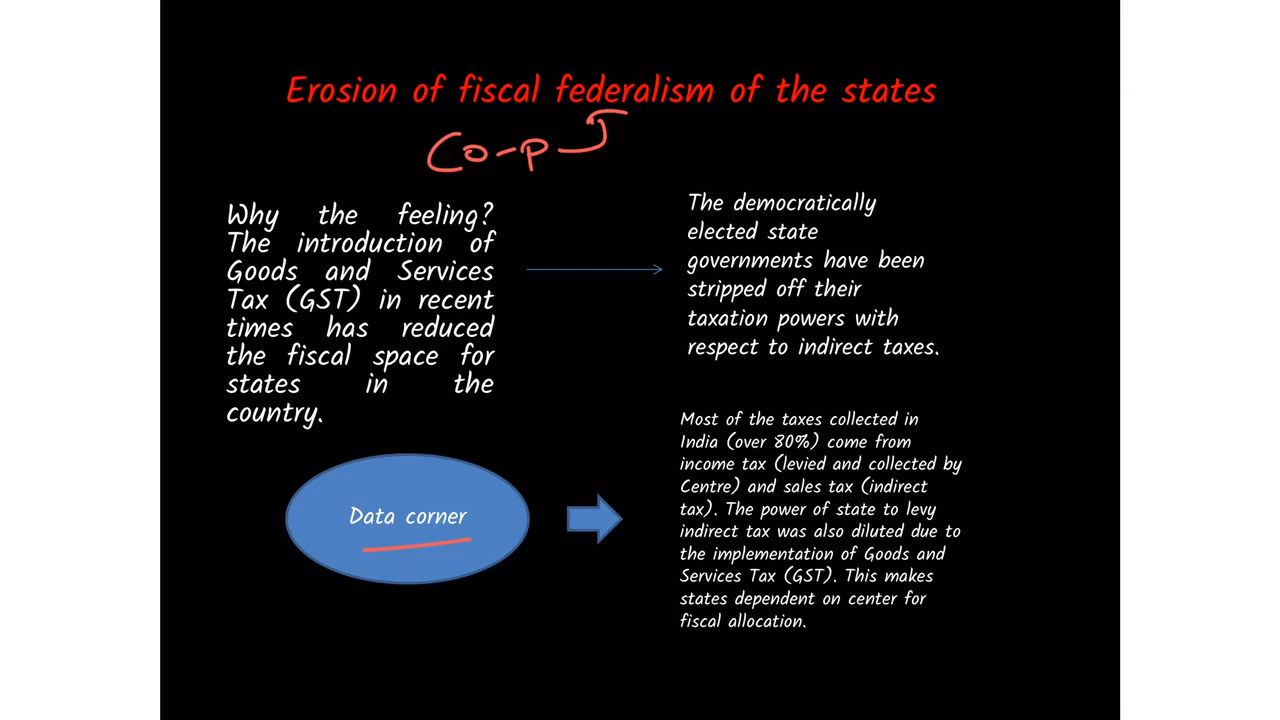 Erosion of fiscal federalism of the states
Co-p
Why the feeling?
The introduction of
Goods and Services
Tax (GST) in recent
times has reduced
the fiscal space for
states in the
country.
The democratically
elected state
governments have been
stripped off their
taxation powers with
respect to indirect taxes.
Data corner
Most of the taxes collected in
India (over 80%) come from
income tax (levied and collected by
Centre) and sales tax (indirect
tax). The power of state to levy
indirect tax was also diluted due to
the implementation of Goods and
Services Tax (GST). This makes
states dependent on center for
fiscal allocation.